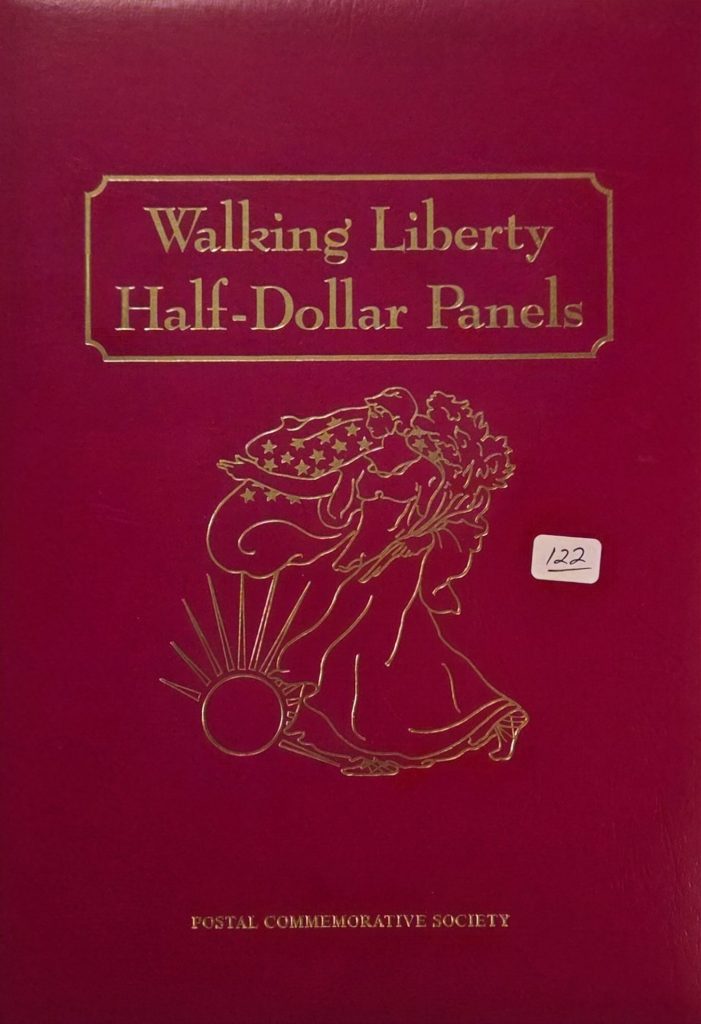 Walking Liberty
Half-Dollar Panels
122
POSTAL COMMEMORATIVE SOCIETY